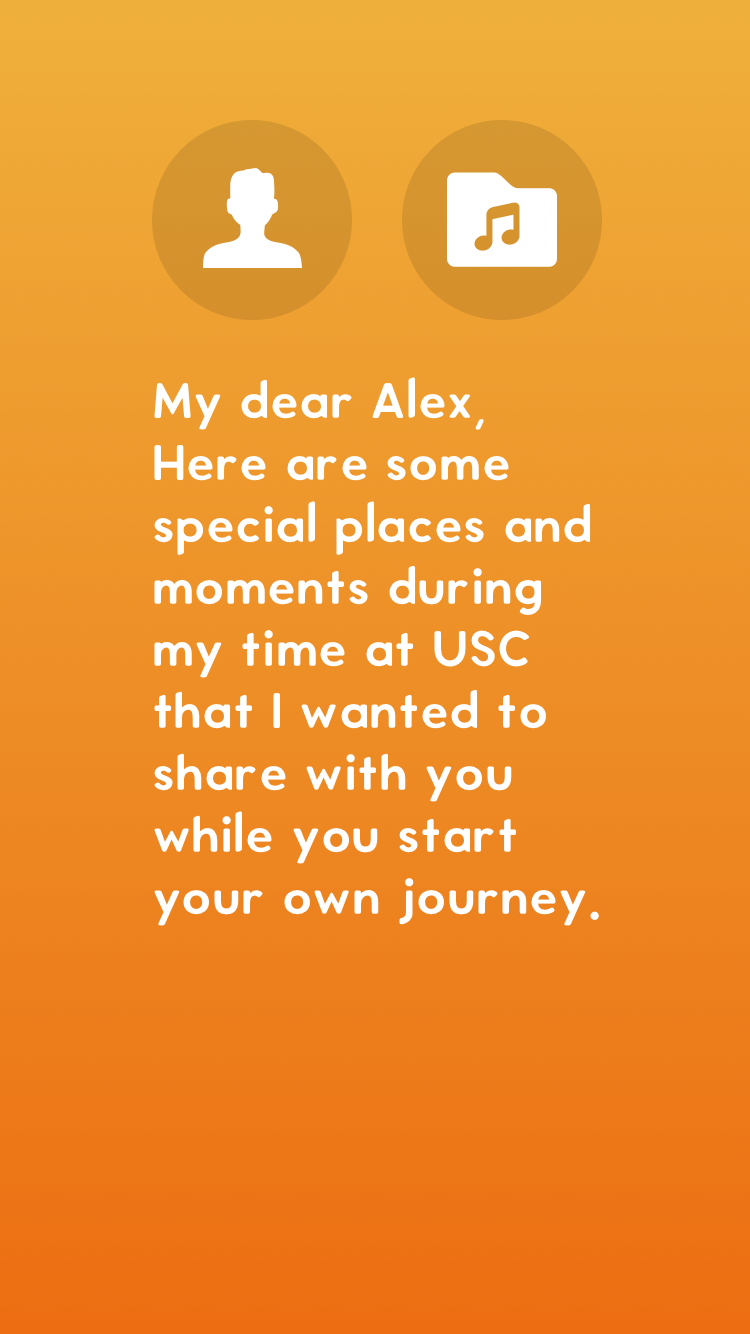 My dear Alex,
Here are some
special places and
moments during
my time at USC
that I wanted to
share with you
while you start
your own journey.